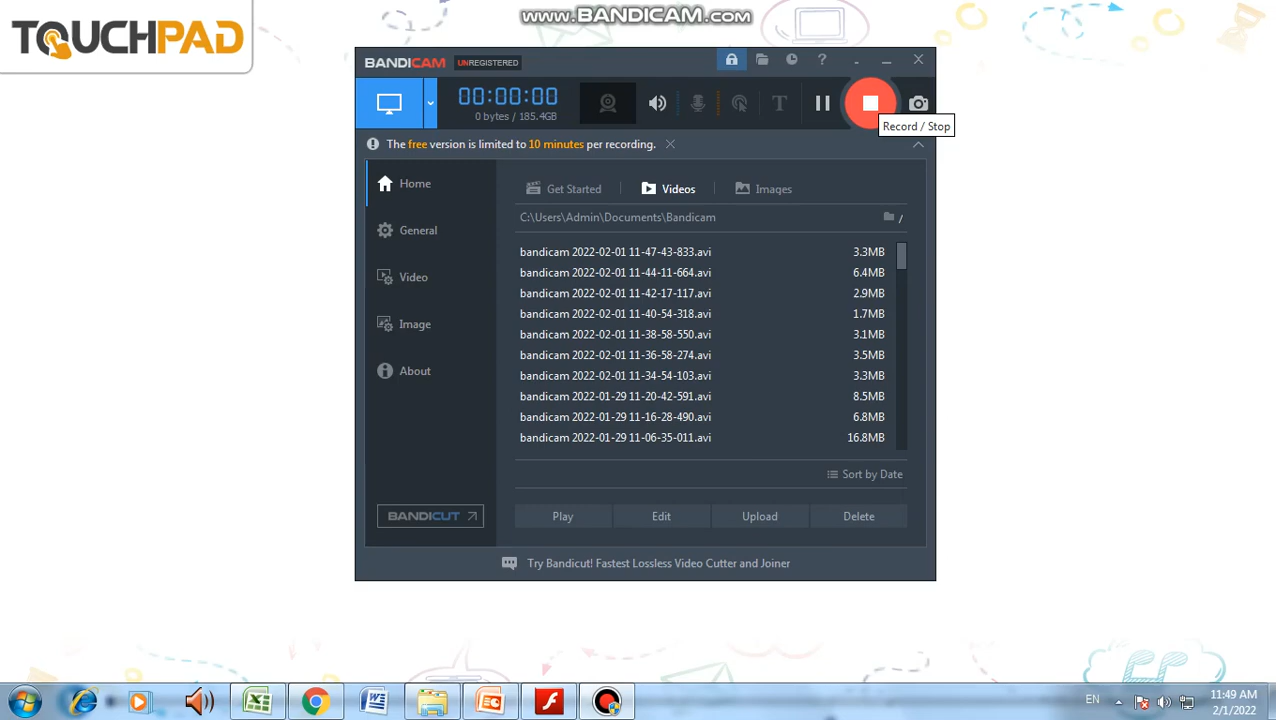 TOUCHPAD
www.BANDICAM.com
BANDICAM UNREGISTERED
00:00:00
0 bytes / 185.4GB
T
Record / Stop
The free version is limited to 10 minutes per recording.
Home
General
Video
Image
About
BANDICUT
Get Started
Videos
Images
C:\Users\Admin\Documents\Bandicam
/
bandicam 2022-02-01 11-47-43-833.avi 3.3MB
bandicam 2022-02-01 11-44-11-664.avi 6.4MB
bandicam 2022-02-01 11-42-17-117.avi 2.9MB
bandicam 2022-02-01 11-40-54-318.avi 1.7MB
bandicam 2022-02-01 11-38-58-550.avi 3.1MB
bandicam 2022-02-01 11-36-58-274.avi 3.5MB
bandicam 2022-02-01 11-34-54-103.avi 3.3MB
bandicam 2022-01-29 11-20-42-591.avi 8.5MB
bandicam 2022-01-29 11-16-28-490.avi 6.8MB
bandicam 2022-01-29 11-06-35-011.avi 16.8MB
Sort by Date
Play Edit Upload Delete
Try Bandicut! Fastest Lossless Video Cutter and Joiner
EN
11:49 AM
2/1/2022